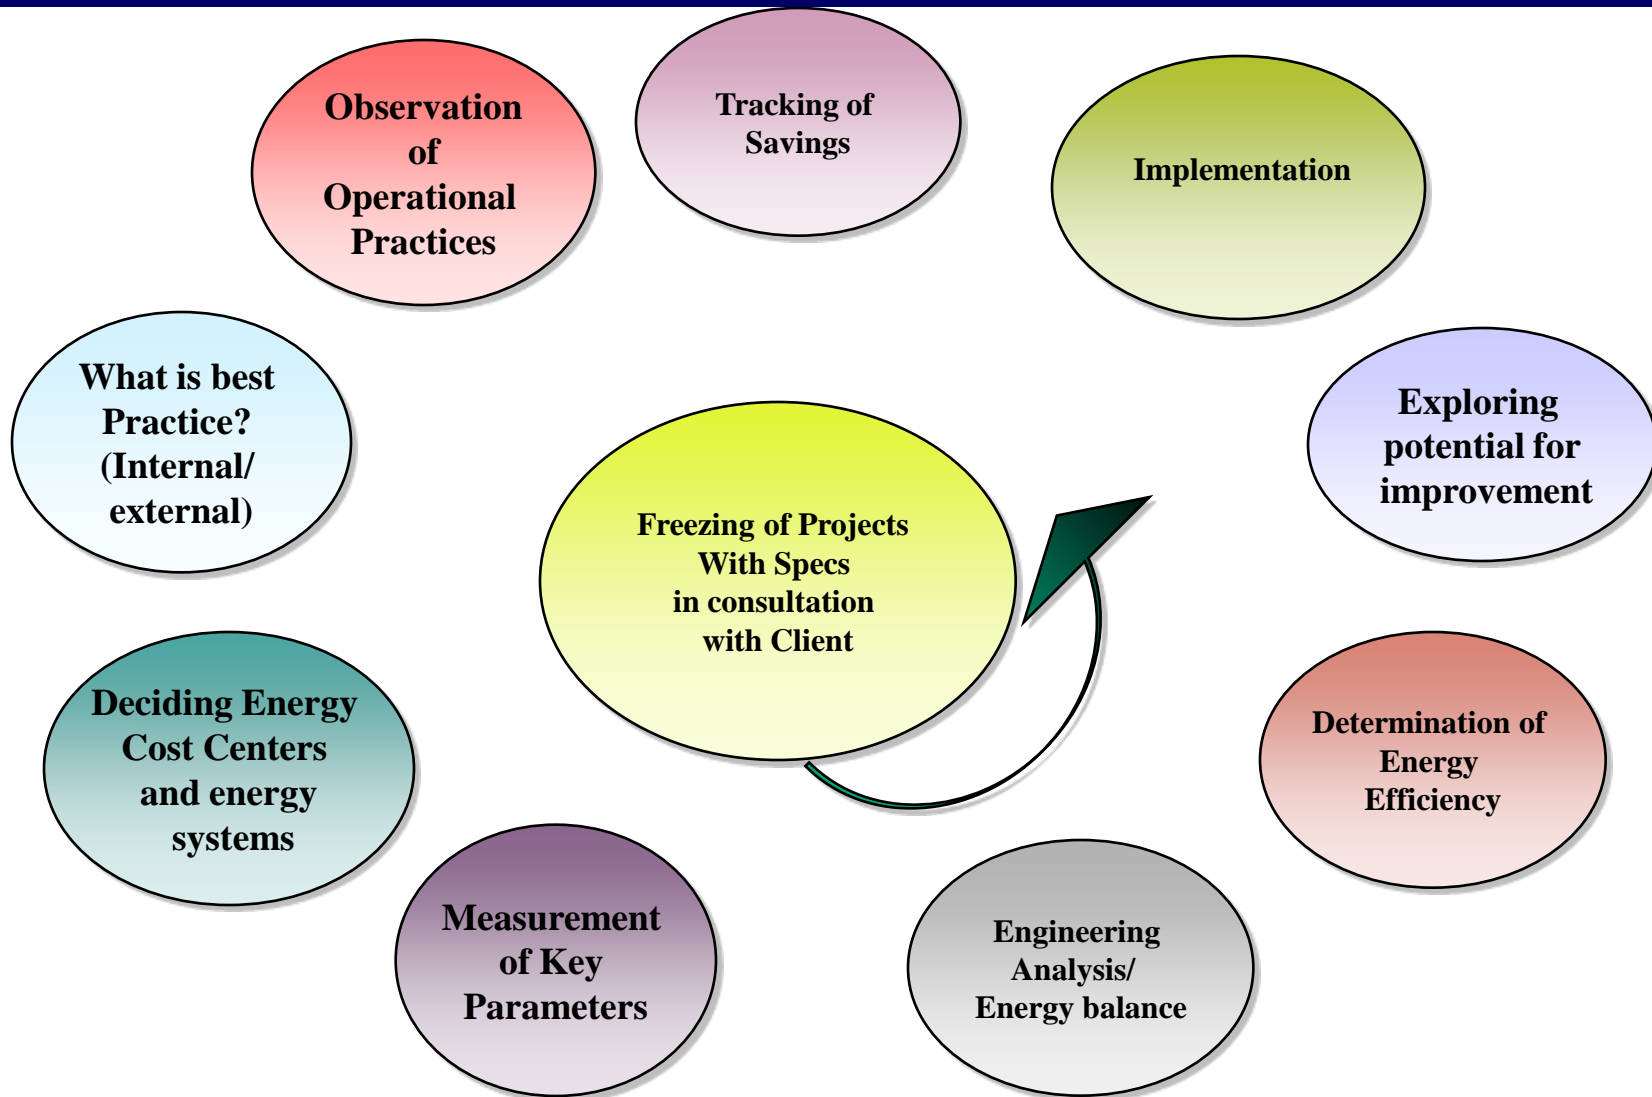 Observation
of
Operational
Practices
Tracking of
Savings
Implementation
What is best
Practice?
(Internal/
external)
Exploring
potential for
improvement
Freezing of Projects
With Specs
in consultation
with Client
Deciding Energy
Cost Centers
and energy
systems
Determination of
Energy
Efficiency
Measurement
of Key
Parameters
Engineering
Analysis/
Energy balance